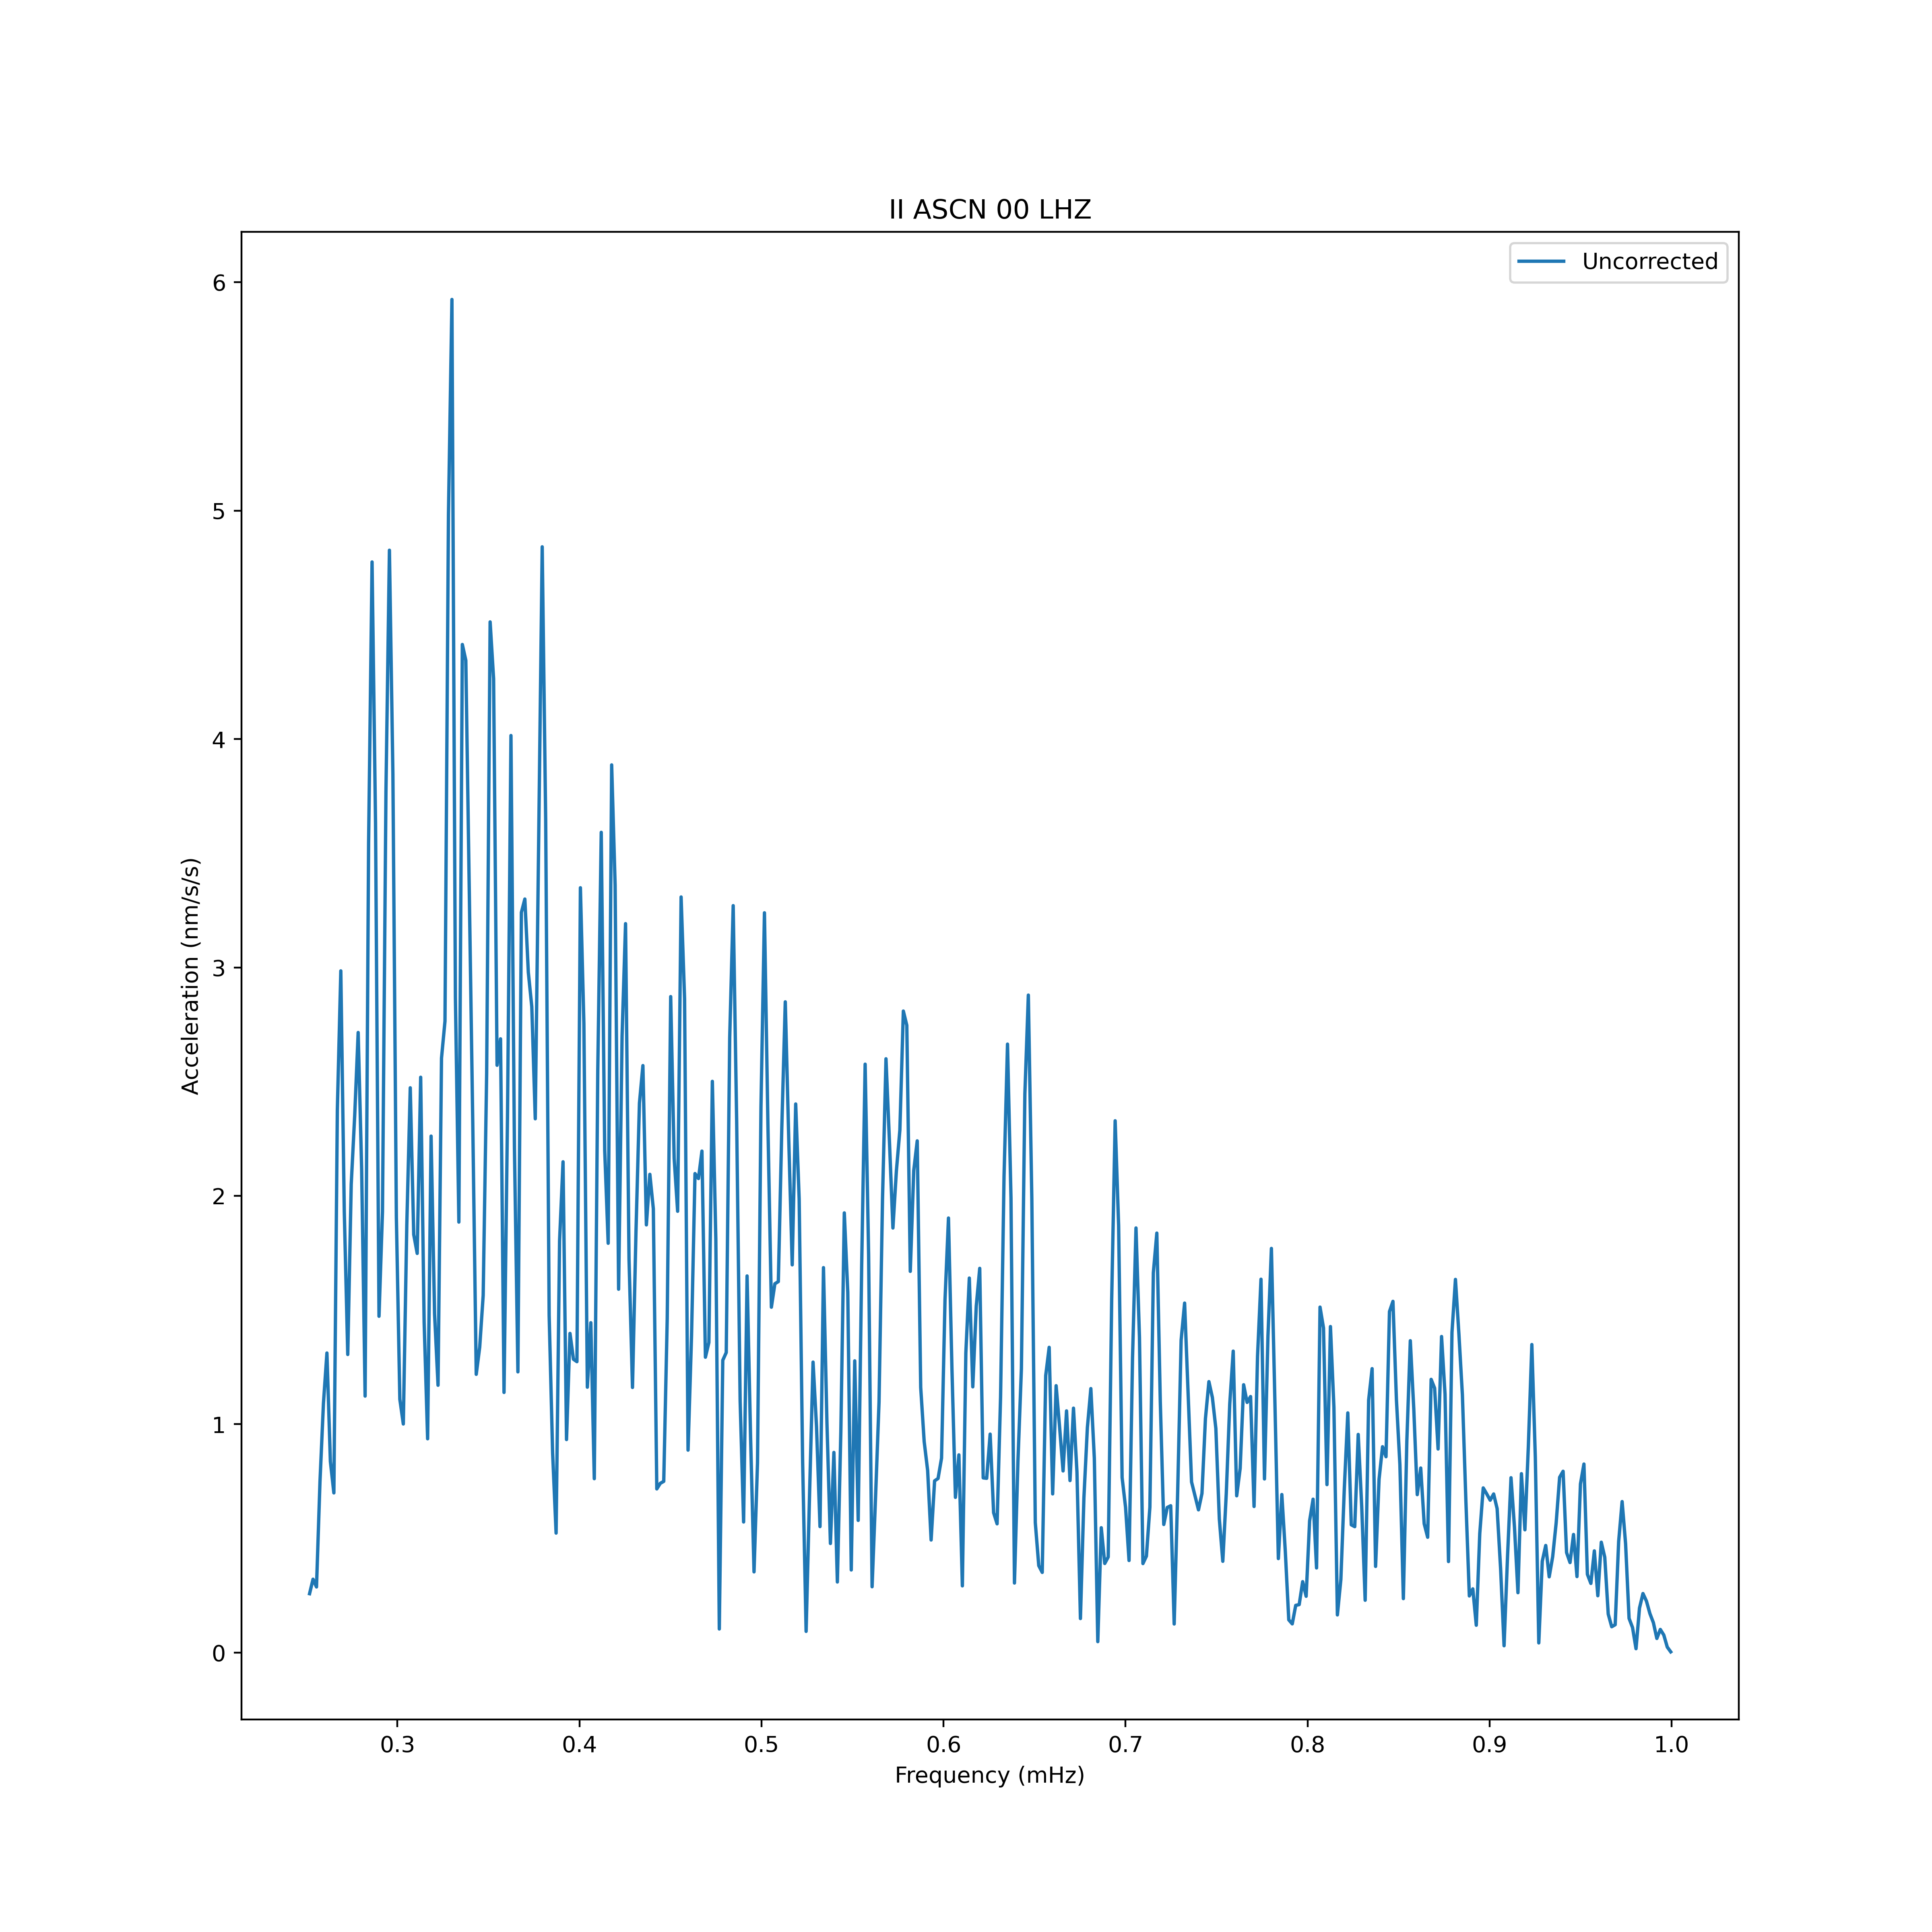 II ASCN 00 LHZ
Uncorrected
6
5
4
3
2
1
0
Acceleration (nm/s/s)
0.3 0.4 0.5 0.6 0.7 0.8 0.9 1.0
Frequency (mHz)